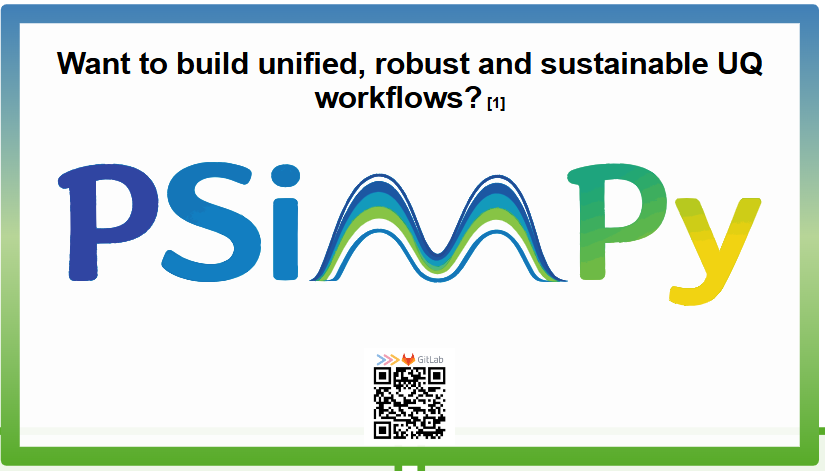 Want to build unified, robust and sustainable UQ
workflows? [1]
PSimPy
GitLab